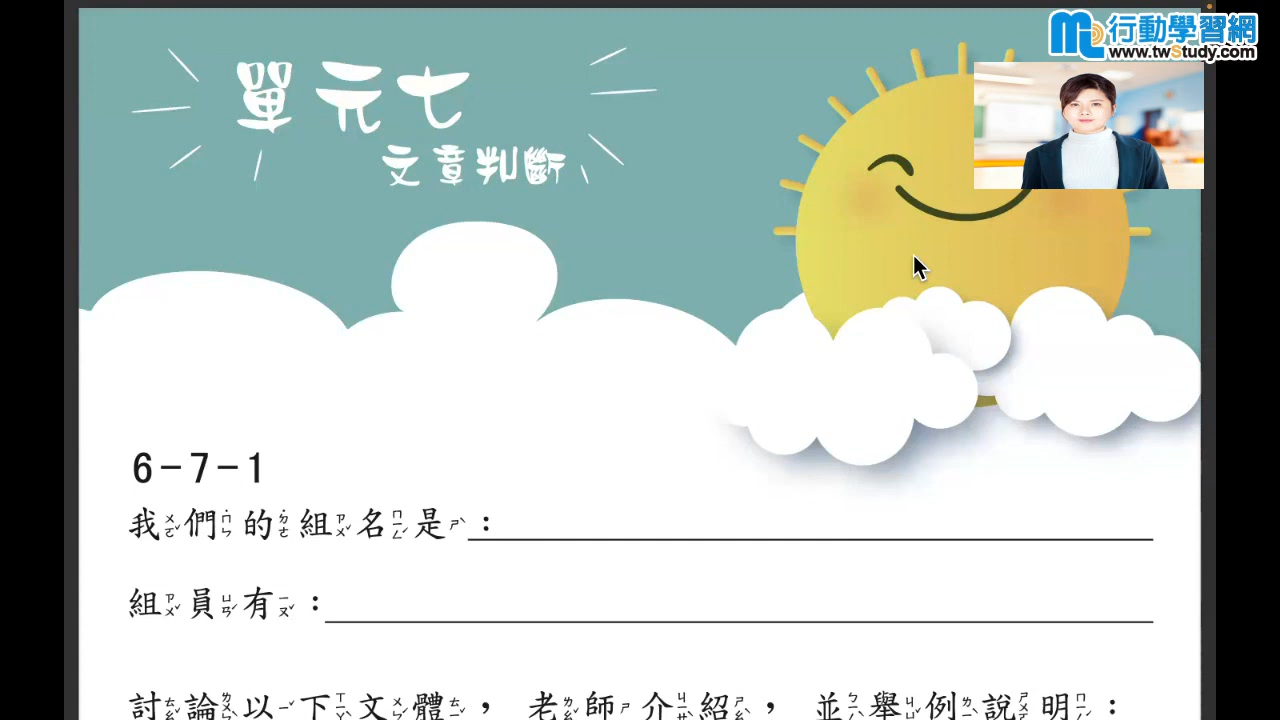 行動學習網
www.twStudy.com
單元七
文章判斷
6-7-1
我們的組名是：
組員有：
討論以下文體，老師介紹，並舉例說明：